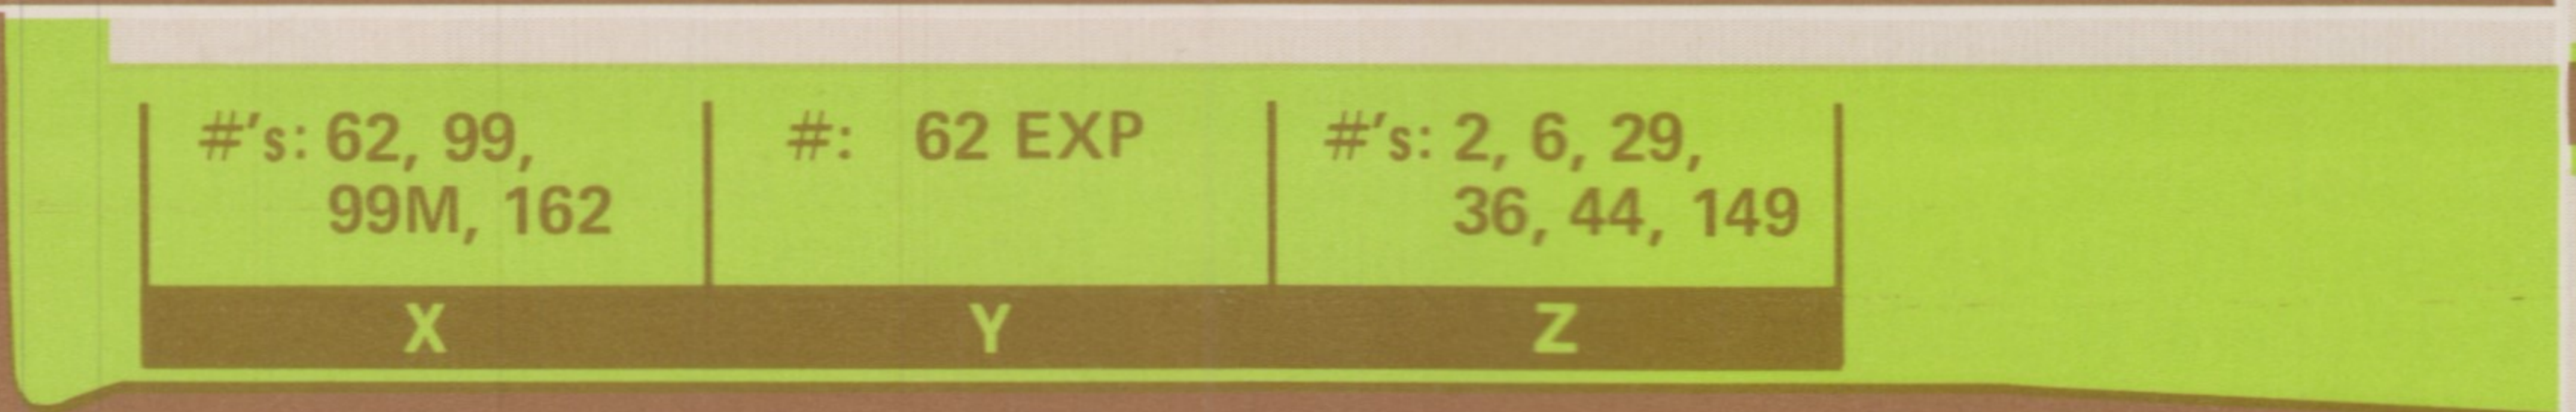 #'s: 62, 99,
99M, 162
#: 62 EXP
#'s: 2, 6, 29,
36, 44, 149
X
Y
Z